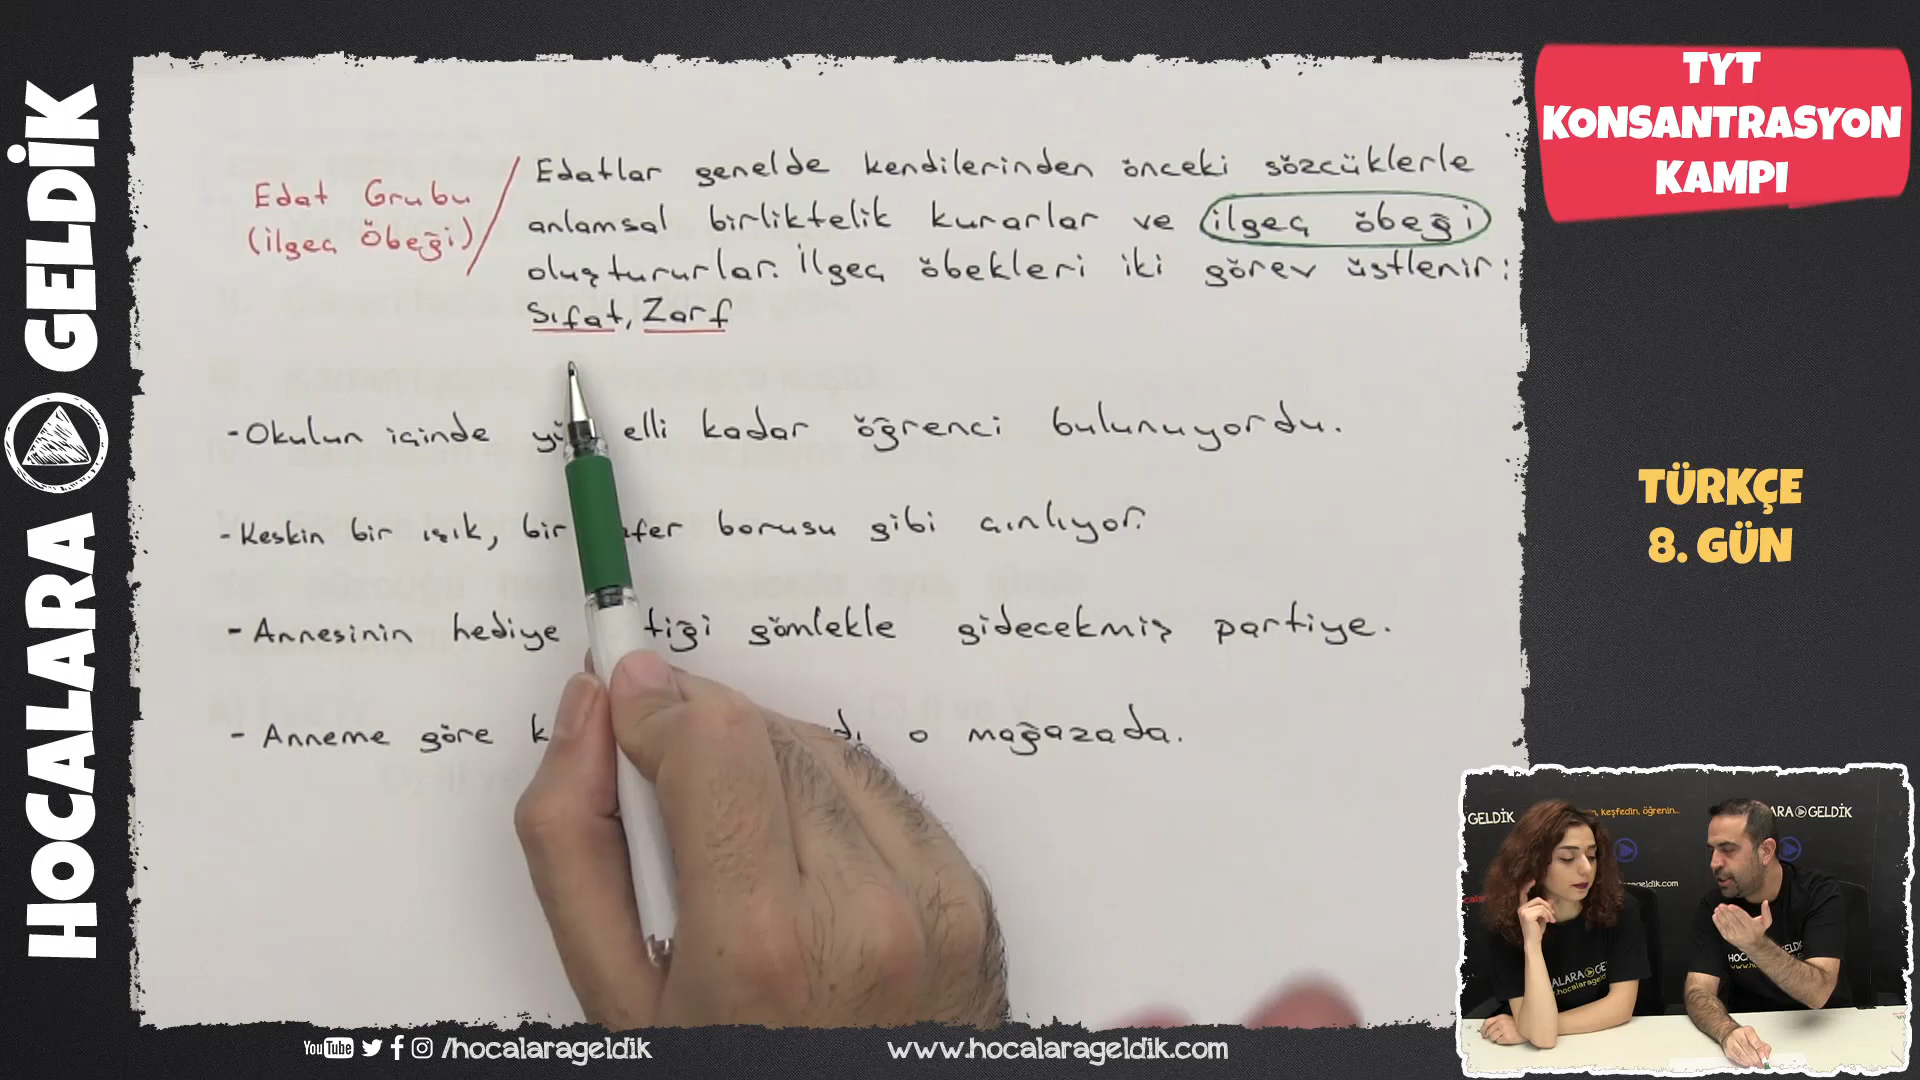 HOCALARA GELDİK
TYT
KONSANTRASYON
KAMPI
TÜRKÇE
8. GÜN
Edat Grubu
(ilgeç Öbeği)
Edatlar genelde kendilerinden önceki sözcüklerle
anlamsal birliktelik kurarlar ve ilgeç öbeği
oluştururlar. İlgeç öbekleri iki görev üstlenir:
Sıfat, Zarf
- Okulun içinde elli kadar öğrenci bulunuyordu.
- Keskin bir ışık, bir borusu gibi çınlıyor.
- Annesinin hediye gömlekle gidecekmiş partiye.
- Anneme göre o mağazada.
GELDİK
keşfedin, öğrenin...
GELDİK
YouTube /hocalarageldik
www.hocalarageldik.com